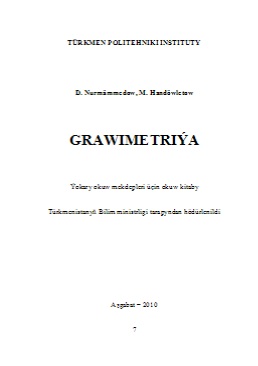 TÜRKMEN POLITEHNIKI INSTITUTY
D. Nurmämmedow, M. Handöwletow
GRAWIMETRIÝA
Ýokary okuw mekdepleri üçin okuw kitaby
Türkmenistanyň Bilim ministrligi tarapyndan hödürlenildi
Aşgabat – 2010
7